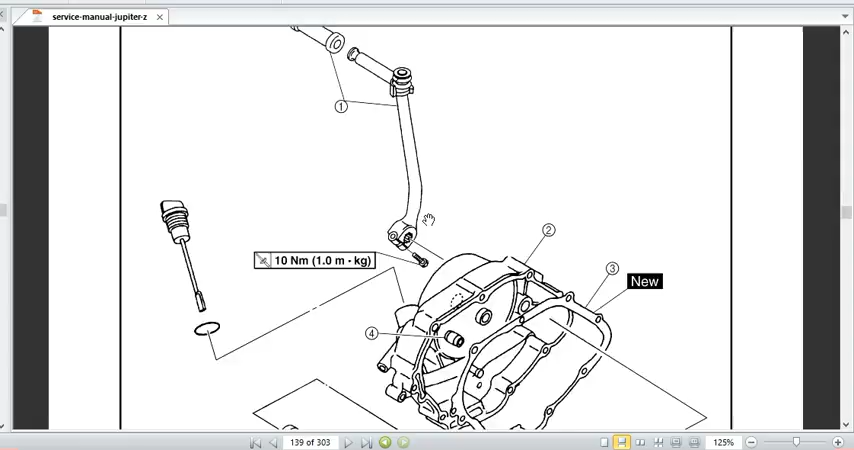 service-manual-jupiter-z
1
2
10 Nm (1.0 m · kg)
3
New
4
139 of 303
125%